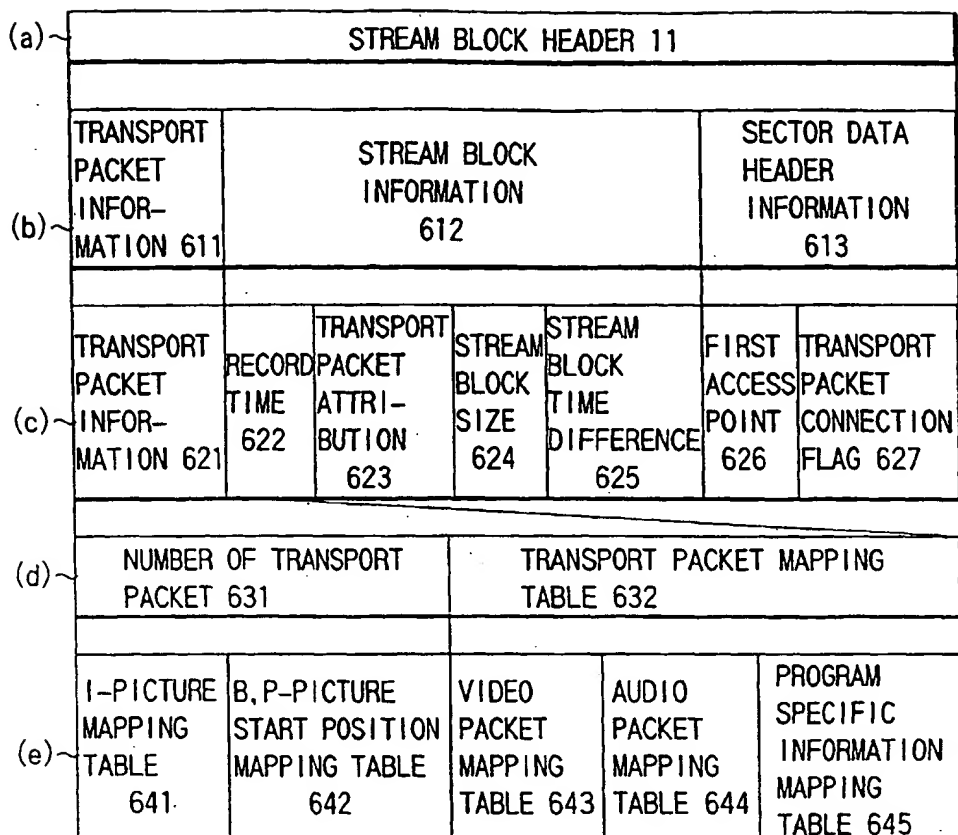 (a)
STREAM BLOCK HEADER 11
(b)
TRANSPORT
PACKET
INFOR-
MATION 611
STREAM BLOCK
INFORMATION
612
SECTOR DATA
HEADER
INFORMATION
613
(c)
TRANSPORT
PACKET
INFOR-
MATION 621
RECORD
TIME
622
TRANSPORT
PACKET
ATTRI-
BUTION
623
STREAM
BLOCK
SIZE
624
STREAM
BLOCK
TIME
DIFFERENCE
625
FIRST
ACCESS
POINT
626
TRANSPORT
PACKET
CONNECTION
FLAG 627
(d)
NUMBER OF TRANSPORT
PACKET 631
TRANSPORT PACKET MAPPING
TABLE 632
(e)
I-PICTURE
MAPPING
TABLE
641
B,P-PICTURE
START POSITION
MAPPING TABLE
642
VIDEO
PACKET
MAPPING
TABLE 643
AUDIO
PACKET
MAPPING
TABLE 644
PROGRAM
SPECIFIC
INFORMATION
MAPPING
TABLE 645